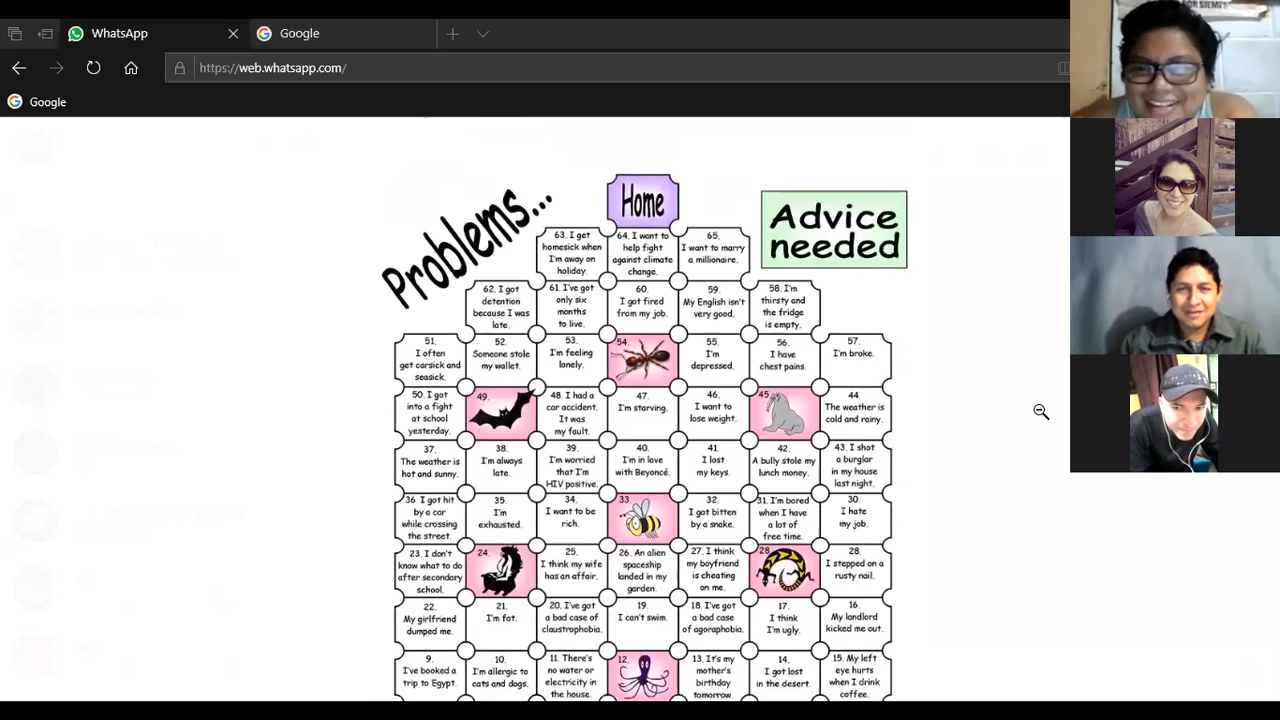 WhatsApp
Google
https://web.whatsapp.com/
Google
Problems...
Home
Advice
needed
63. I get
homesick when
I'm away on
holiday.
64. I want to
help fight
against climate
change.
65.
I want to marry
a millionaire.
62. I got
detention
because I was
late.
61. I've got
only six
months
to live.
60.
I got fired
from my job.
59.
My English isn't
very good.
58. I'm
thirsty and
the fridge
is empty.
51.
I often
get carsick and
seasick.
52.
Someone stole
my wallet.
53.
I'm feeling
lonely.
54.
55.
I'm
depressed.
56.
I have
chest pains.
57.
I'm broke.
50. I got
into a fight
at school
yesterday.
49.
48. I had a
car accident.
It was
my fault.
47.
I'm starving.
46.
I want to
lose weight.
45
44.
The weather is
cold and rainy.
37.
The weather is
hot and sunny.
38.
I'm always
late.
39.
I'm worried
that I'm
HIV positive.
40.
I'm in love
with Beyoncé.
41.
I lost
my keys.
42.
A bully stole my
lunch money.
43. I shot
a burglar
in my house
last night.
36. I got hit
by a car
while crossing
the street.
35.
I'm
exhausted.
34.
I want to be
rich.
33.
32.
I got bitten
by a snake.
31. I'm bored
when I have
a lot of
free time.
30.
I hate
my job.
23. I don't
know what to do
after secondary
school.
24.
25.
I think my wife
has an affair.
26. An alien
spaceship
landed in my
garden.
27. I think
my boyfriend
is cheating
on me.
28
28.
I stepped on a
rusty nail.
22.
My girlfriend
dumped me.
21.
I'm fat.
20. I've got
a bad case of
claustrophobia.
19.
I can't swim.
18. I've got
a bad case
of agoraphobia.
17.
I think
I'm ugly.
16.
My landlord
kicked me out.
9.
I've booked a
trip to Egypt.
10.
I'm allergic to
cats and dogs.
11. There's
no water or
electricity in
the house.
12.
13. It's my
mother's
birthday
tomorrow
14.
I got lost
in the desert.
15. My left
eye hurts
when I drink
coffee.